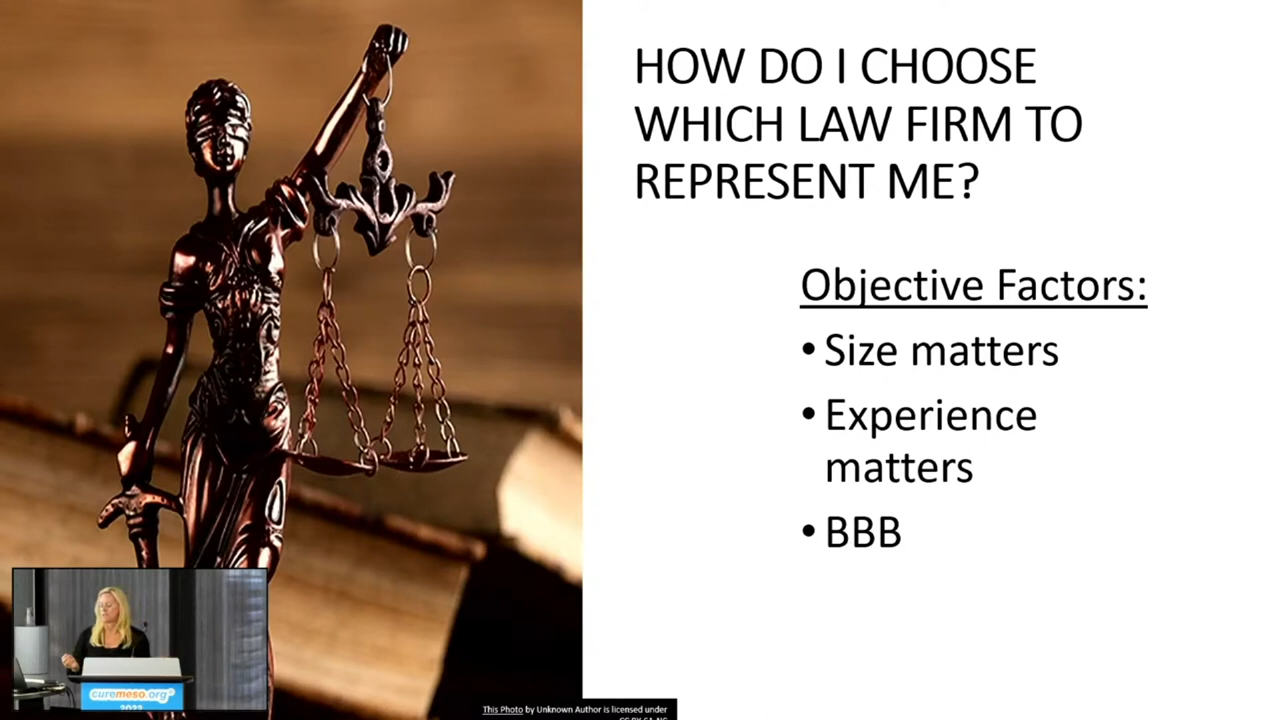 HOW DO I CHOOSE
WHICH LAW FIRM TO
REPRESENT ME?
Objective Factors:
• Size matters
• Experience
matters
• BBB
curemeso.org
This Photo by Unknown Author is licensed under